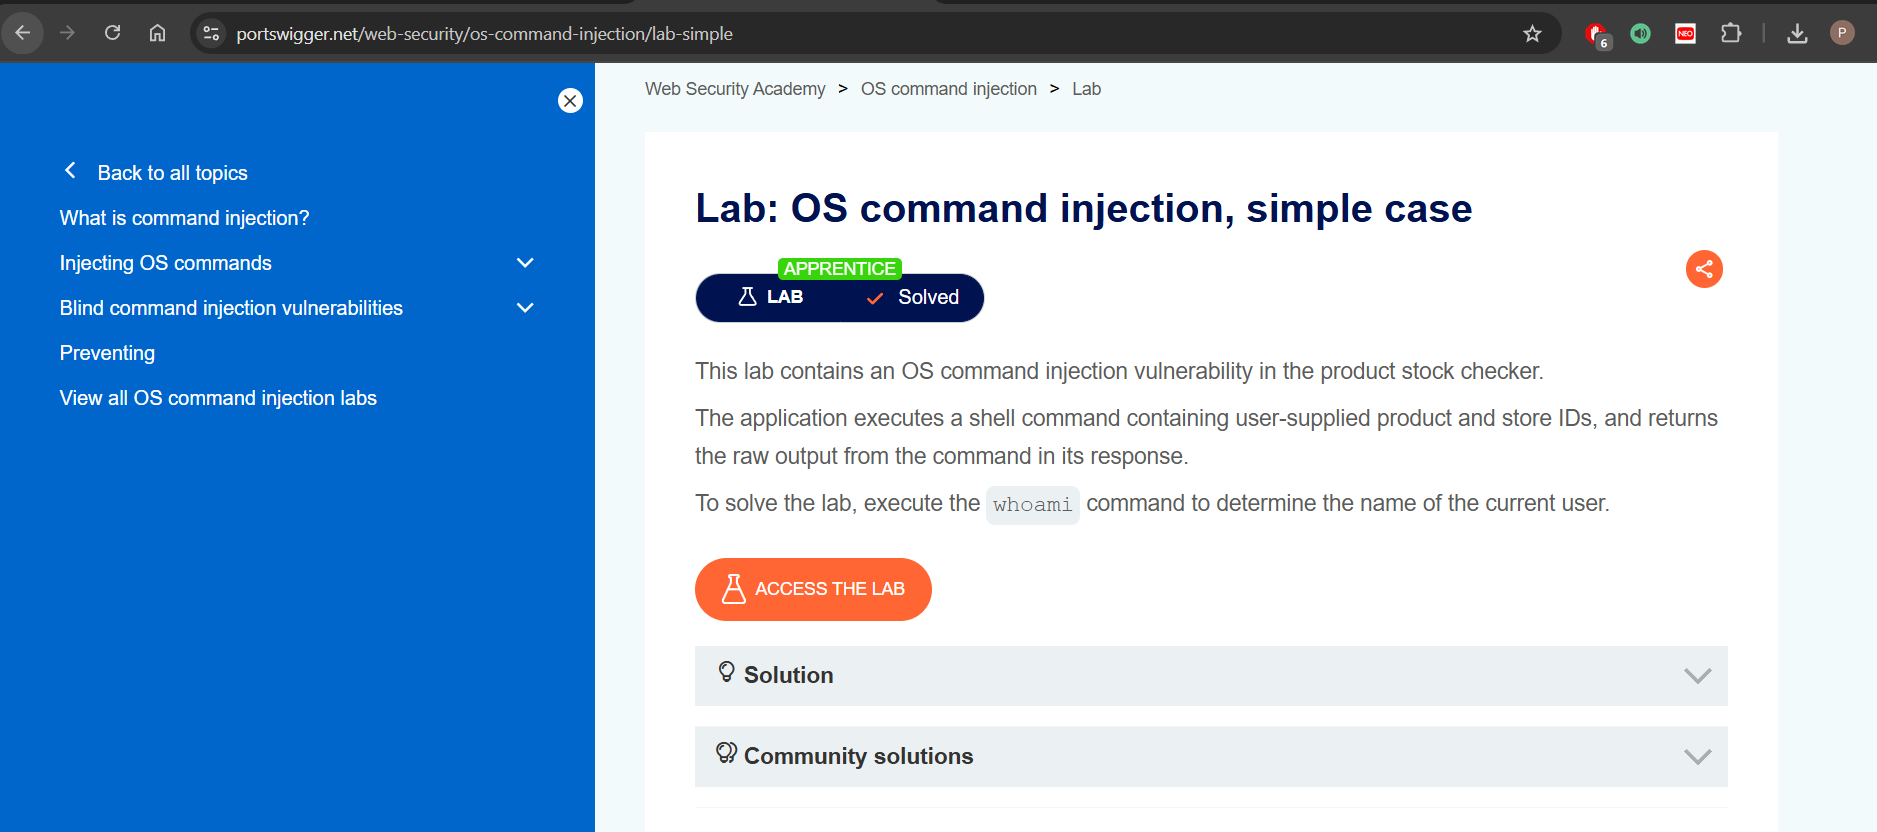 portswigger.net/web-security/os-command-injection/lab-simple
6
NEO
P
Back to all topics
What is command injection?
Injecting OS commands
Blind command injection vulnerabilities
Preventing
View all OS command injection labs
Web Security Academy > OS command injection > Lab
Lab: OS command injection, simple case
APPRENTICE
LAB Solved
This lab contains an OS command injection vulnerability in the product stock checker.
The application executes a shell command containing user-supplied product and store IDs, and returns
the raw output from the command in its response.
To solve the lab, execute the whoami command to determine the name of the current user.
ACCESS THE LAB
Solution
Community solutions